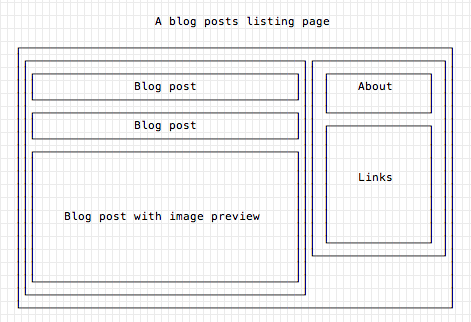 A blog posts listing page
Blog post
About
Blog post
Links
Blog post with image preview